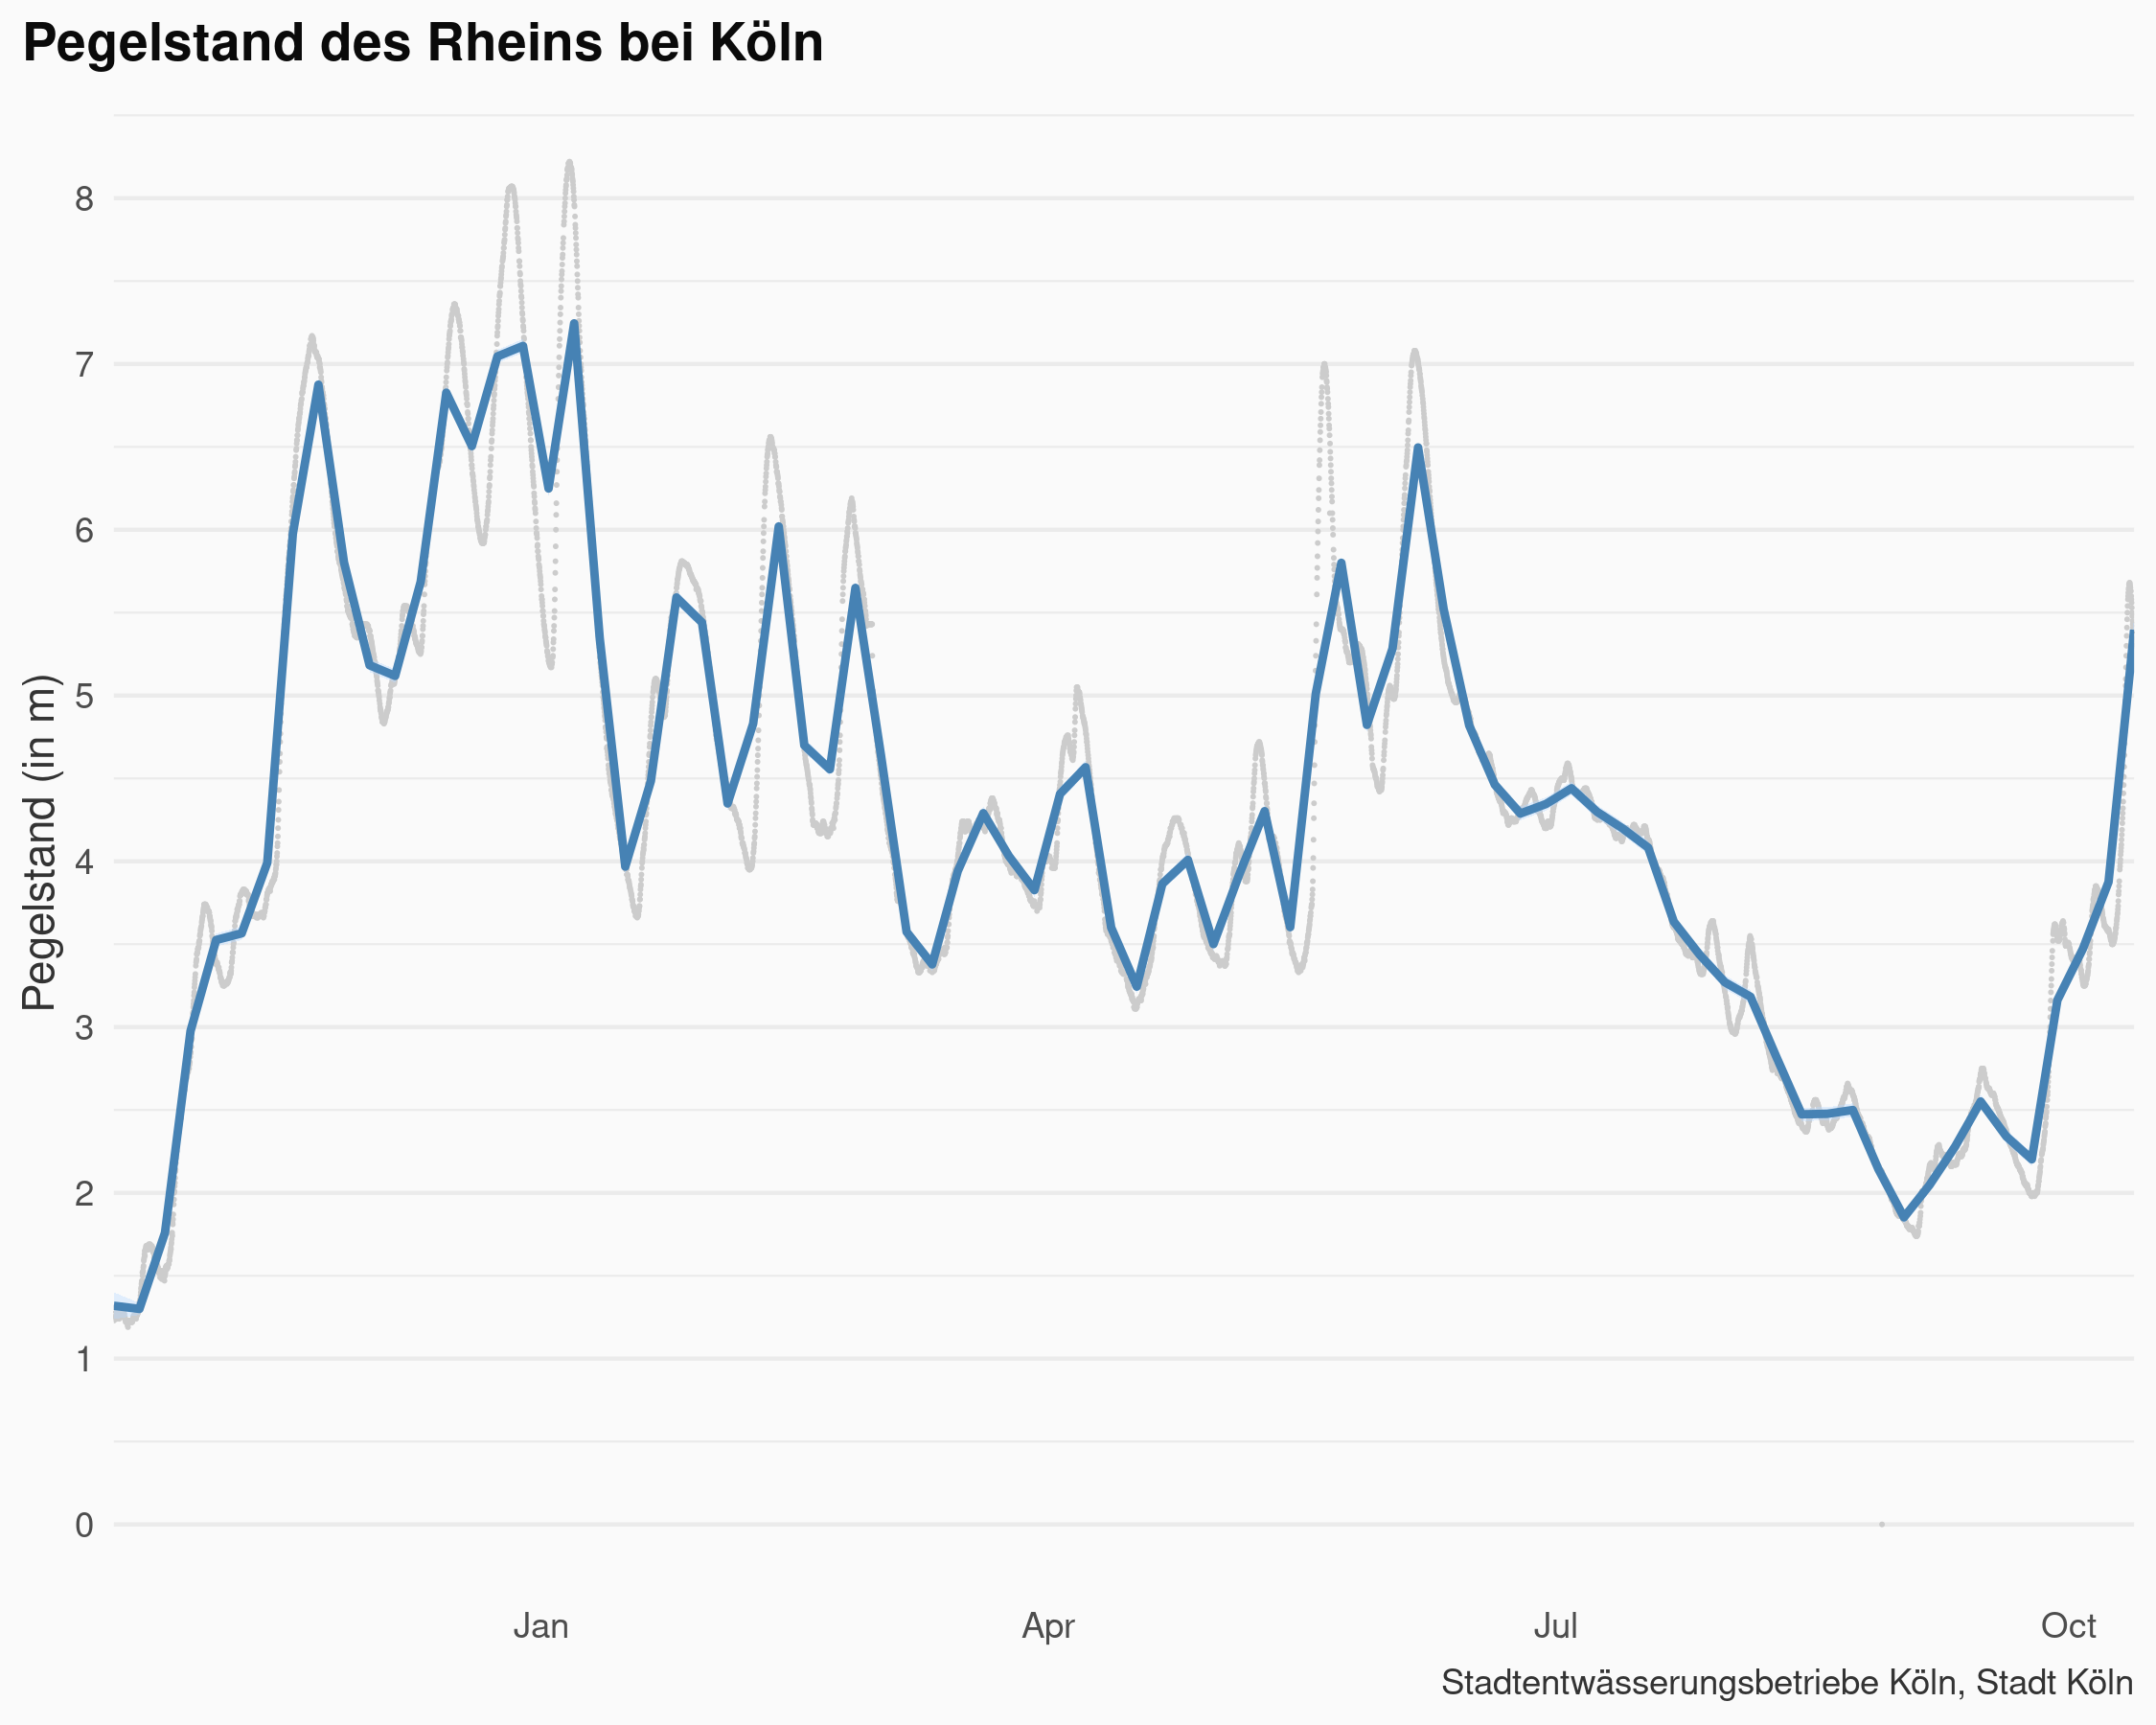 Pegelstand des Rheins bei Köln
Pegelstand (in m)
8
7
6
5
4
3
2
1
0
Jan Apr Jul Oct
Stadtentwässerungsbetriebe Köln, Stadt Köln